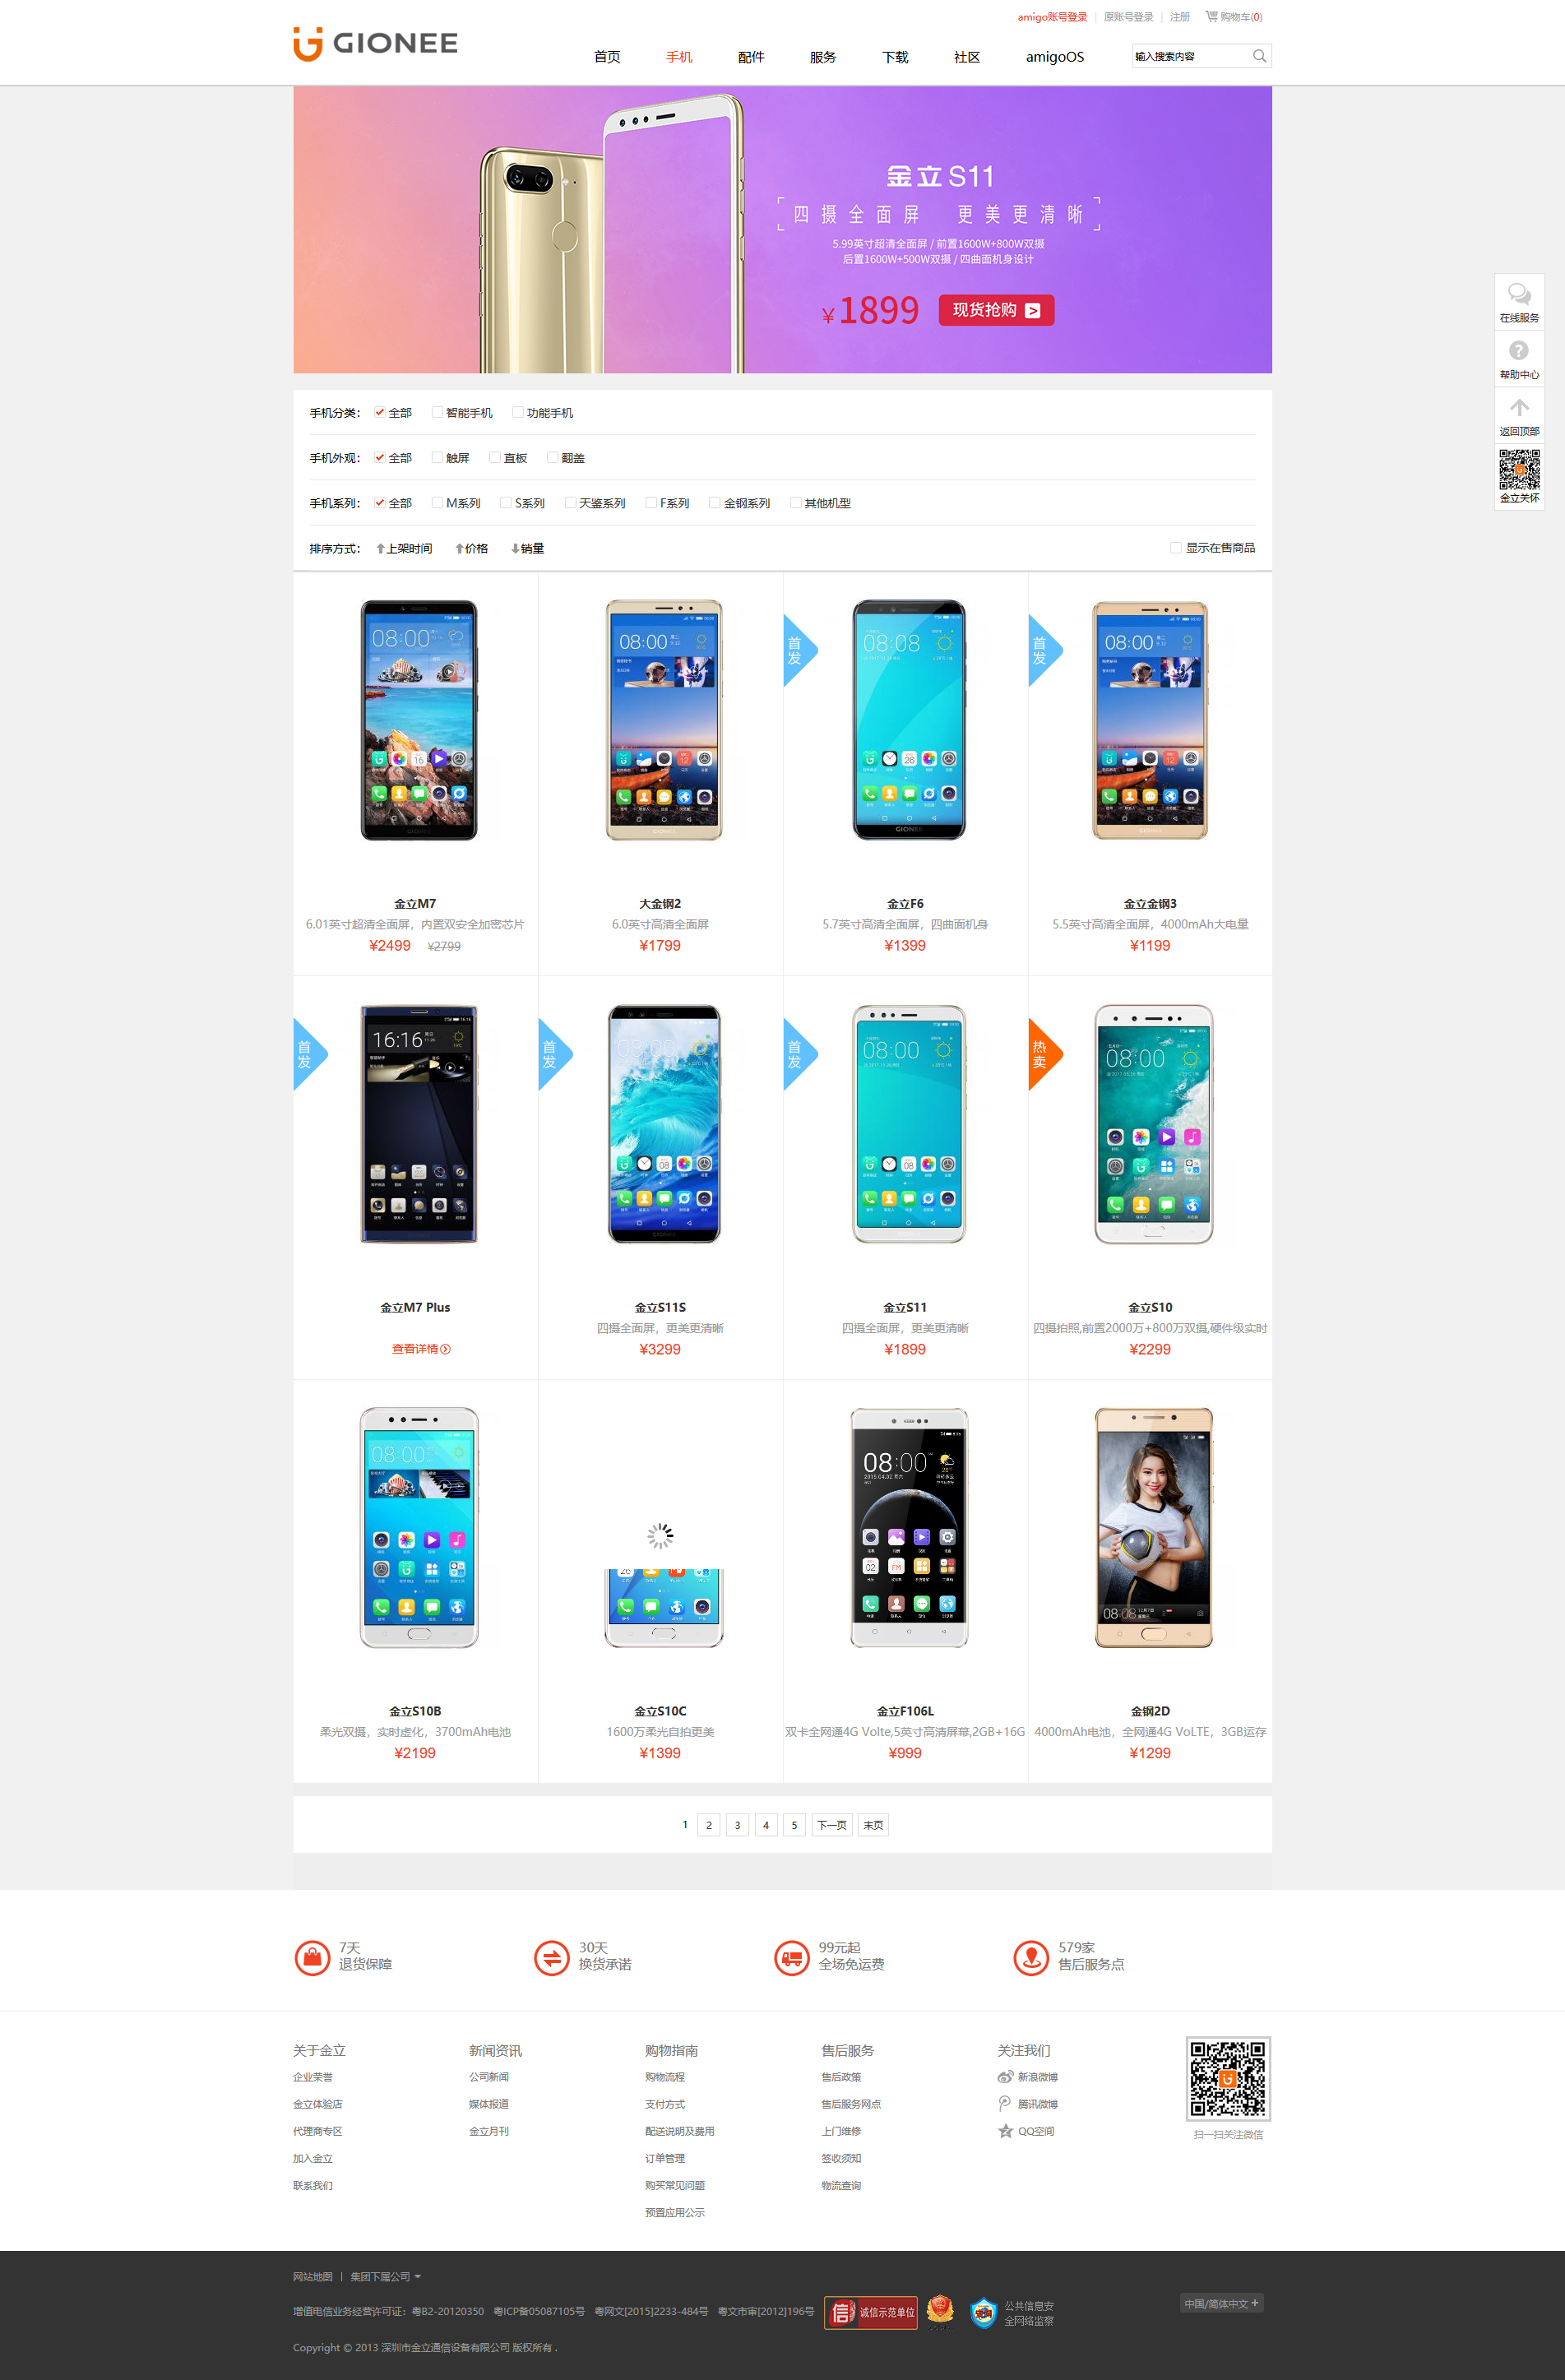 amigo账号登录 | 原账号登录 | 注册 购物车(0)
GIONEE
首页 手机 配件 服务 下载 社区 amigoOS
输入搜索内容
金立 S11
四摄全面屏 更美更清晰
5.99英寸超清全面屏 / 前置1600W+800W双摄
后置1600W+500W双摄 / 四曲面机身设计
¥1899 现货抢购
在线服务
帮助中心
返回顶部
金立关怀
手机分类： 全部 智能手机 功能手机
手机外观： 全部 触屏 直板 翻盖
手机系列： 全部 M系列 S系列 天鉴系列 F系列 金钢系列 其他机型
排序方式： 上架时间 价格 销量 显示在售商品
首发
首发
08:00
08:00
08:08
08:00
GIONEE
金立M7
6.01英寸超清全面屏，内置双安全加密芯片
¥2499 ¥2799
大金钢2
6.0英寸高清全面屏
¥1799
金立F6
5.7英寸高清全面屏，四曲面机身
¥1399
金立金钢3
5.5英寸高清全面屏，4000mAh大电量
¥1199
首发
首发
首发
热卖
16:16
08:00
08:00
08:00
金立M7 Plus
查看详情
金立S11S
四摄全面屏，更美更清晰
¥3299
金立S11
四摄全面屏，更美更清晰
¥1899
金立S10
四摄拍照,前置2000万+800万双摄,硬件级实时
¥2299
08:00
08:00
08:08
金立S10B
柔光双摄，实时虚化，3700mAh电池
¥2199
金立S10C
1600万柔光自拍更美
¥1399
金立F106L
双卡全网通4G Volte,5英寸高清屏幕,2GB+16G
¥999
金钢2D
4000mAh电池，全网通4G VoLTE，3GB运存
¥1299
1 2 3 4 5 下一页 末页
7天
退货保障
30天
换货承诺
99元起
全场免运费
579家
售后服务点
关于金立
企业荣誉
金立体验店
代理商专区
加入金立
联系我们
新闻资讯
公司新闻
媒体报道
金立月刊
购物指南
购物流程
支付方式
配送说明及费用
订单管理
购买常见问题
预置应用公示
售后服务
售后政策
售后服务网点
上门维修
签收须知
物流查询
关注我们
新浪微博
腾讯微博
QQ空间
扫一扫关注微信
网站地图 | 集团下属公司
增值电信业务经营许可证：粤B2-20120350 粤ICP备05087105号 粤网文[2015]2233-484号 粤文市审[2012]196号
信 诚信示范单位
公共信息安
全网络监察
中国/简体中文 +
Copyright © 2013 深圳市金立通信设备有限公司 版权所有 .